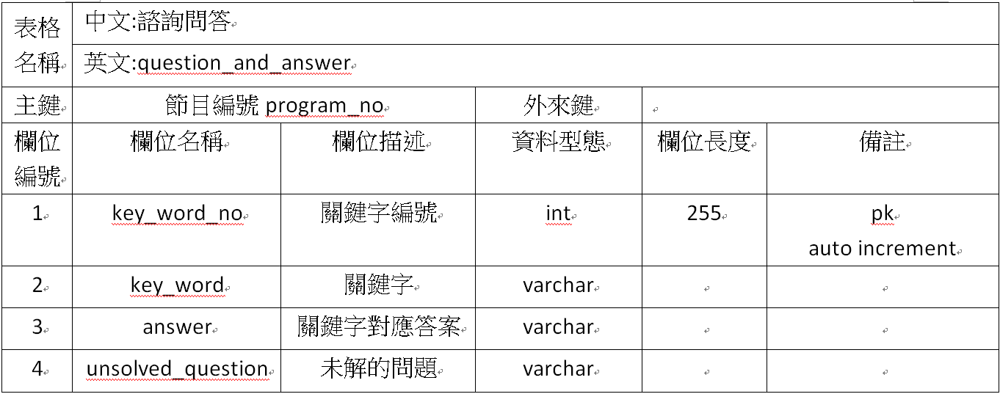 表格
名稱
中文:諮詢問答
英文:question_and_answer
主鍵
節目編號 program_no
外來鍵
欄位
編號
欄位名稱
欄位描述
資料型態
欄位長度
備註
1
key_word_no
關鍵字編號
int
255
pk
auto increment
2
key_word
關鍵字
varchar
3
answer
關鍵字對應答案
varchar
4
unsolved_question
未解的問題
varchar